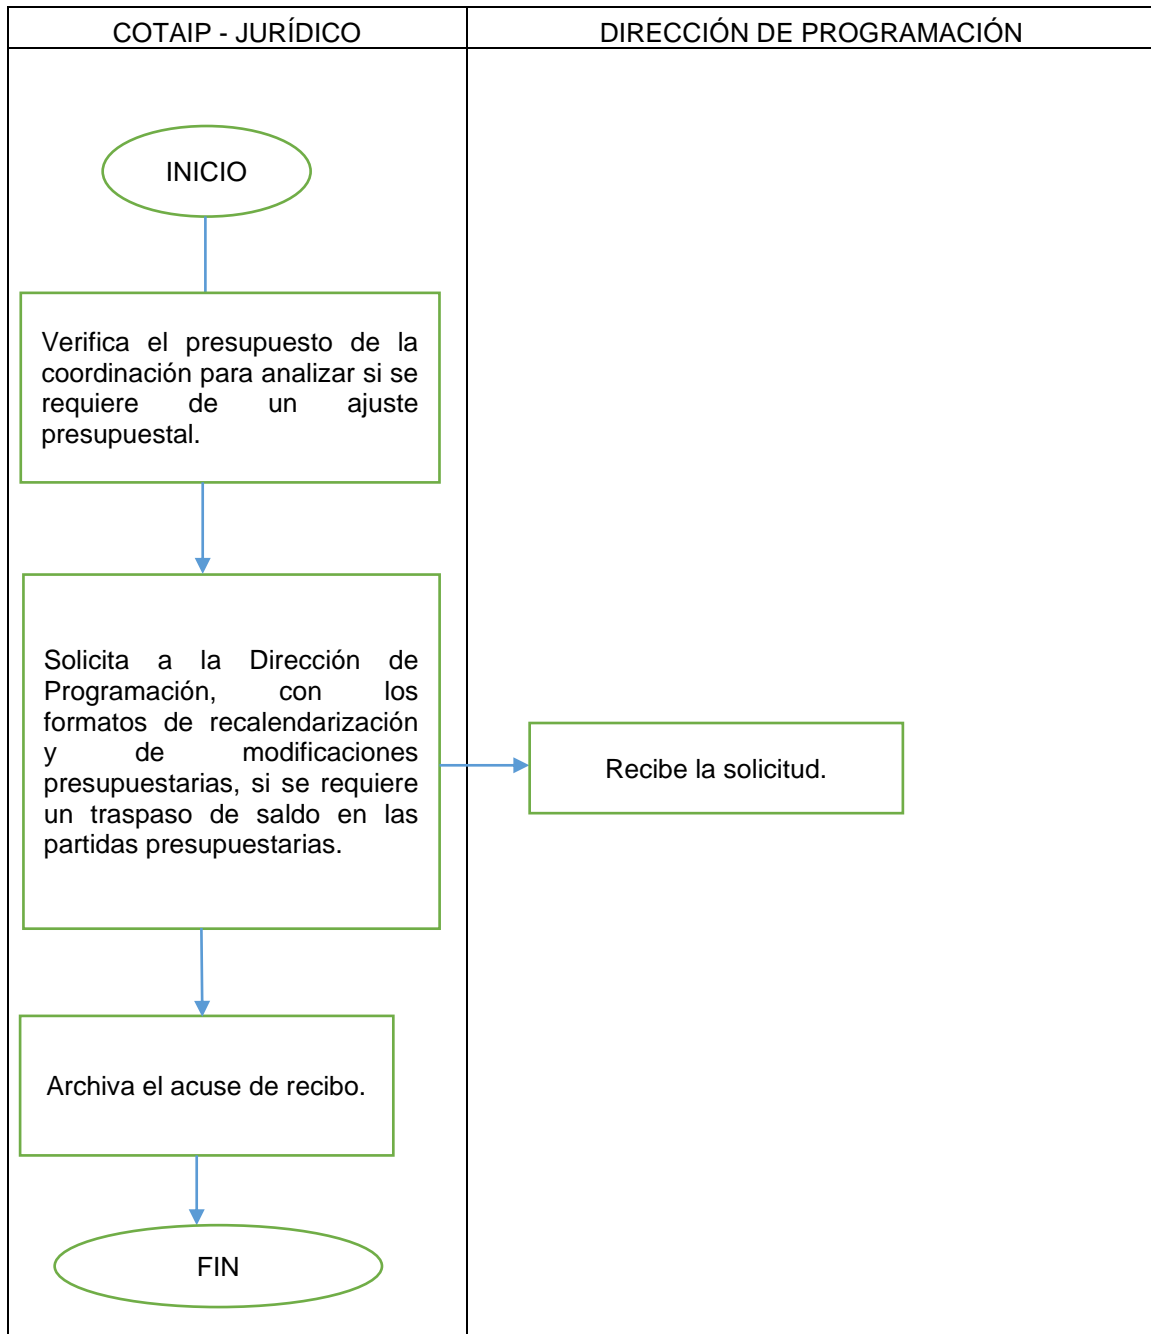 COTAIP - JURÍDICO
DIRECCIÓN DE PROGRAMACIÓN
INICIO
Verifica el presupuesto de la
coordinación para analizar si se
requiere de un ajuste
presupuestal.
Solicita a la Dirección de
Programación, con los
formatos de recalendarización
y de modificaciones
presupuestarias, si se requiere
un traspaso de saldo en las
partidas presupuestarias.
Recibe la solicitud.
Archiva el acuse de recibo.
FIN